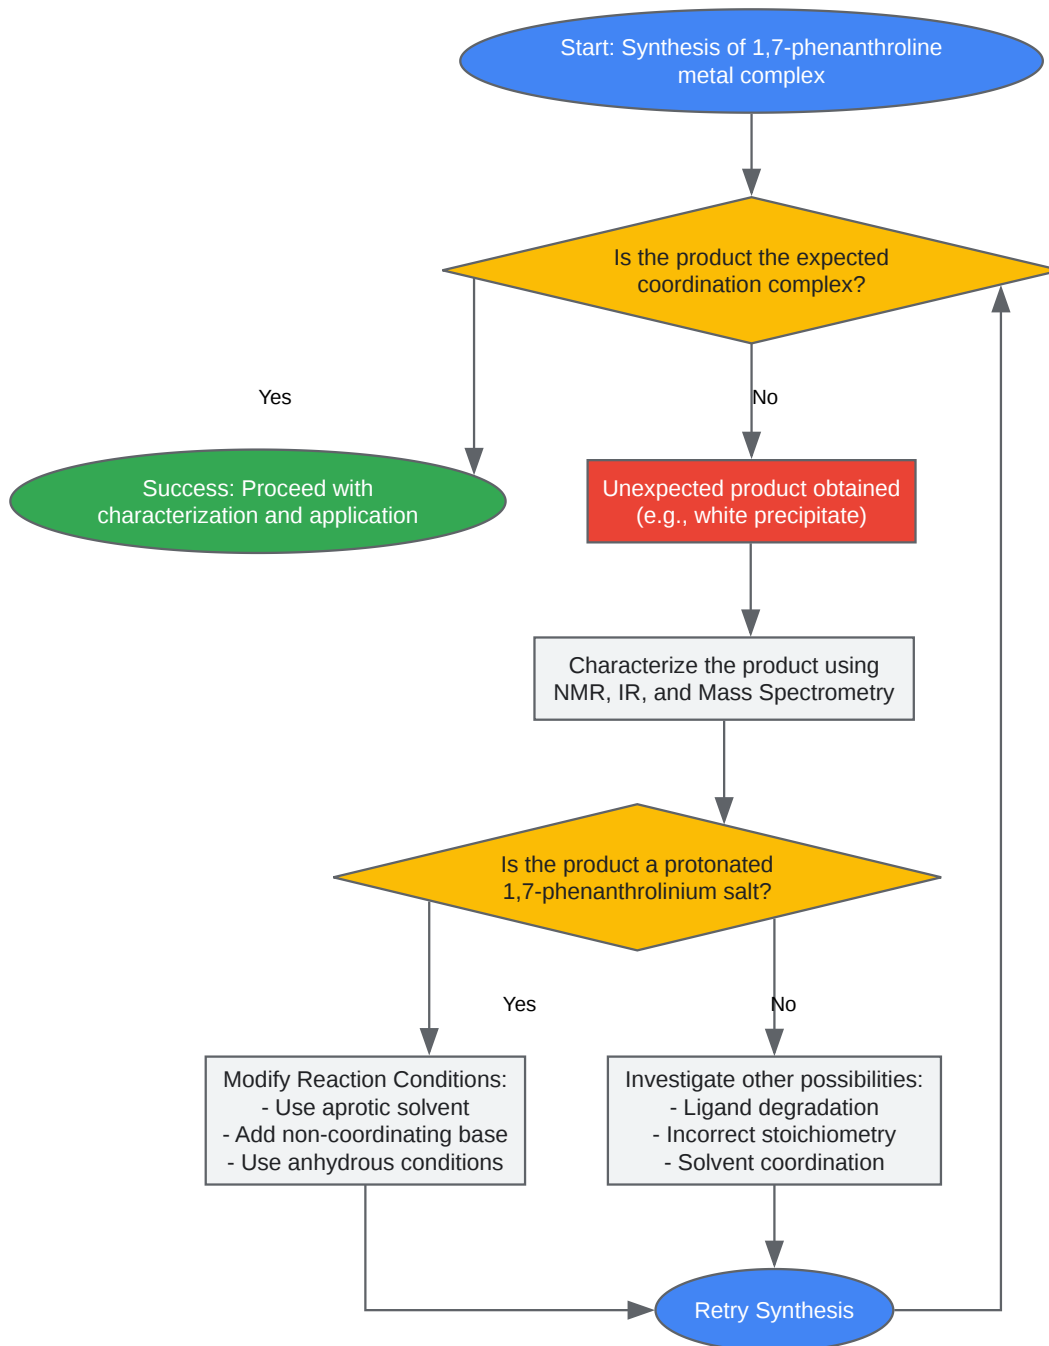 Start: Synthesis of 1,7-phenanthroline
metal complex
Is the product the expected
coordination complex?
Yes
No
Success: Proceed with
characterization and application
Unexpected product obtained
(e.g., white precipitate)
Characterize the product using
NMR, IR, and Mass Spectrometry
Is the product a protonated
1,7-phenanthrolinium salt?
Yes
No
Modify Reaction Conditions:
- Use aprotic solvent
- Add non-coordinating base
- Use anhydrous conditions
Investigate other possibilities:
- Ligand degradation
- Incorrect stoichiometry
- Solvent coordination
Retry Synthesis